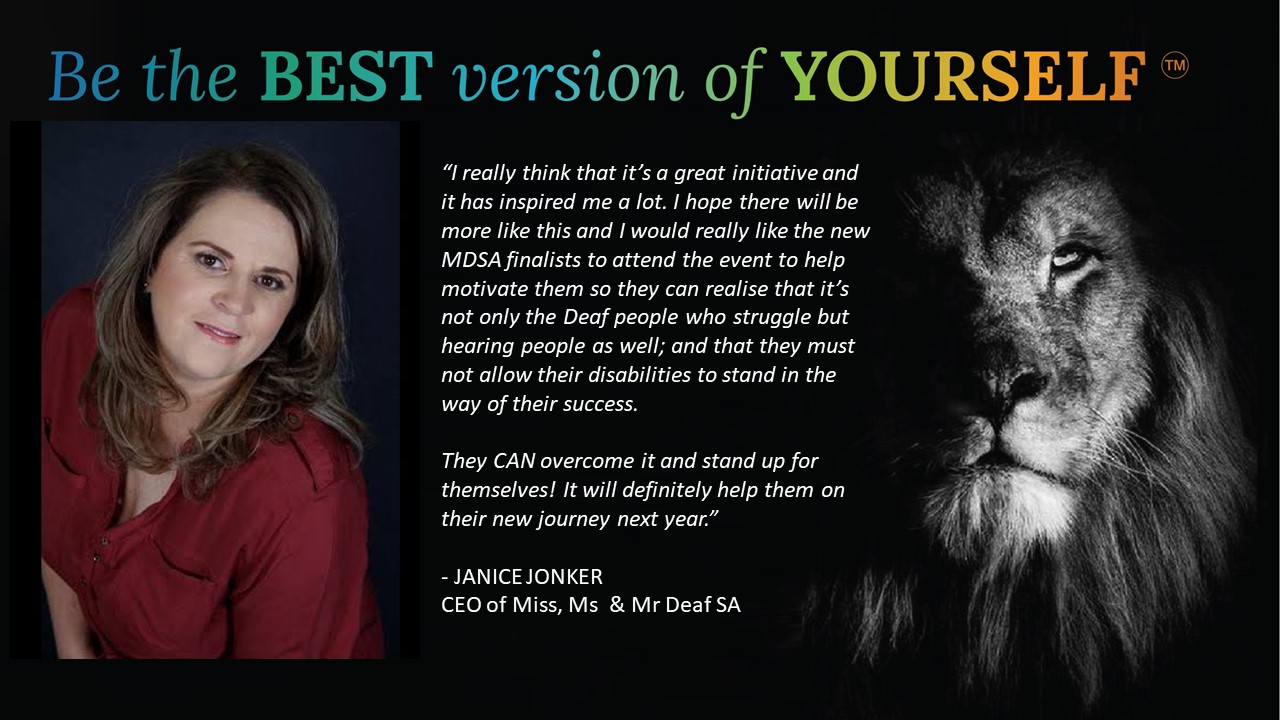 Be the BEST version of YOURSELF ™
“I really think that it’s a great initiative and
it has inspired me a lot. I hope there will be
more like this and I would really like the new
MDSA finalists to attend the event to help
motivate them so they can realise that it’s
not only the Deaf people who struggle but
hearing people as well; and that they must
not allow their disabilities to stand in the
way of their success.
They CAN overcome it and stand up for
themselves! It will definitely help them on
their new journey next year.”
- JANICE JONKER
CEO of Miss, Ms & Mr Deaf SA